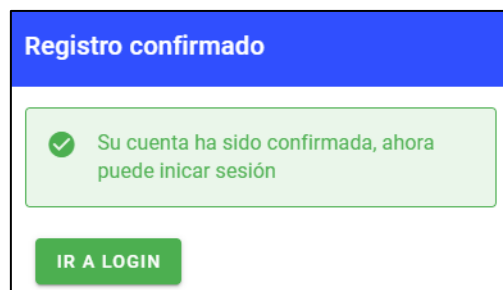 Registro confirmado
Su cuenta ha sido confirmada, ahora
puede inicar sesión
IR A LOGIN